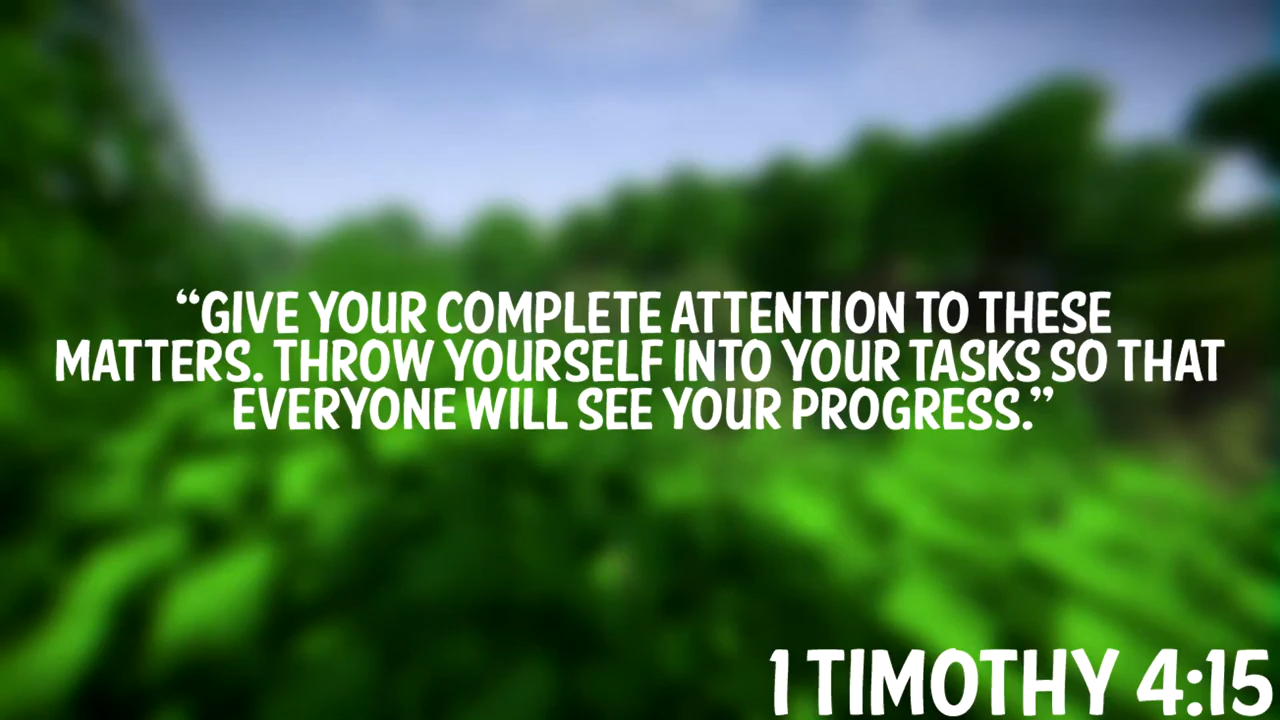 “GIVE YOUR COMPLETE ATTENTION TO THESE
MATTERS. THROW YOURSELF INTO YOUR TASKS SO THAT
EVERYONE WILL SEE YOUR PROGRESS.”
1 TIMOTHY 4:15